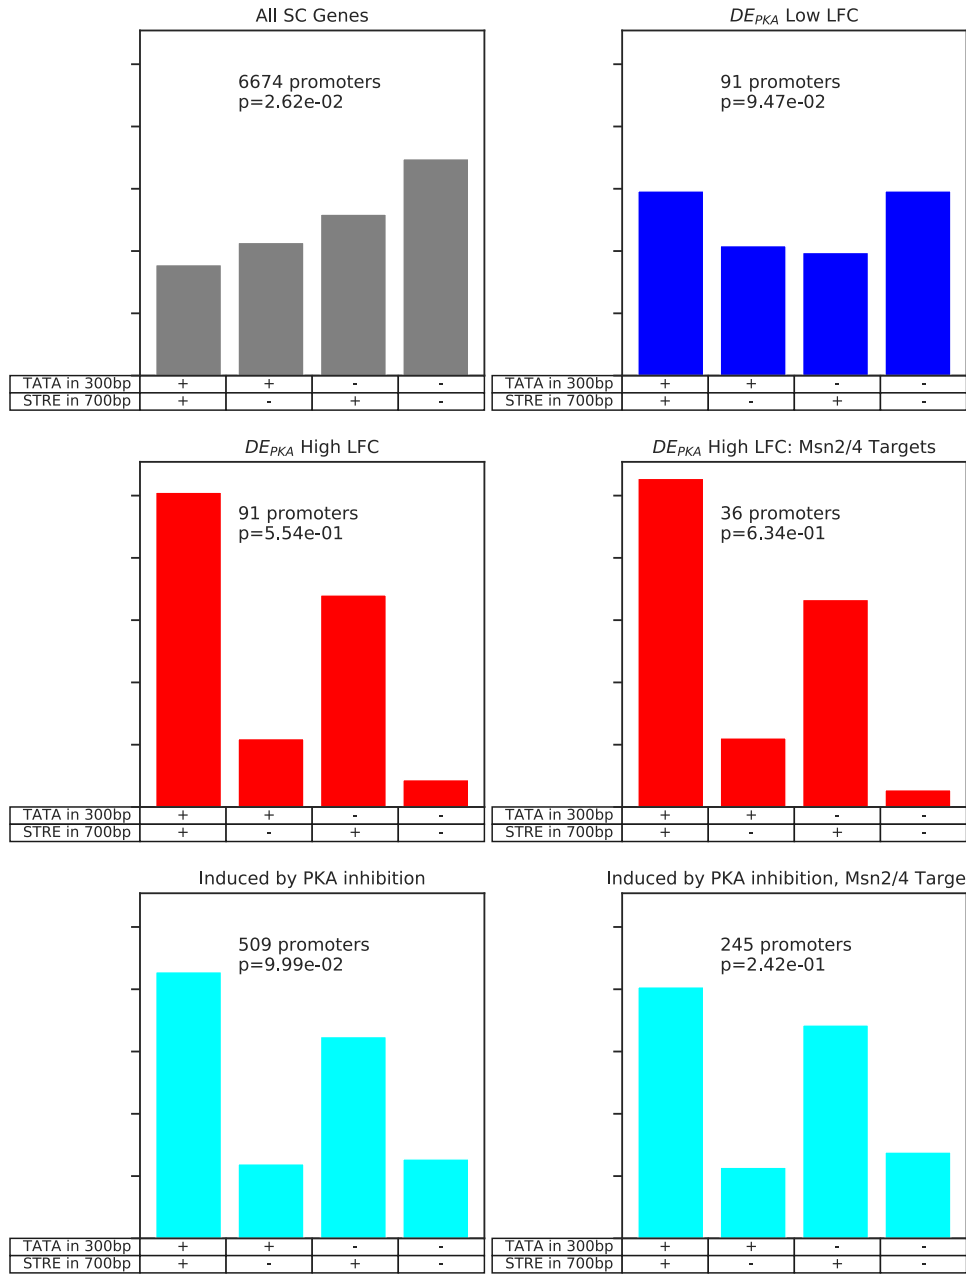 All SC Genes
6674 promoters
p=2.62e-02
TATA in 300bp + + - -
STRE in 700bp + - + -
DE_PKA Low LFC
91 promoters
p=9.47e-02
TATA in 300bp + + - -
STRE in 700bp + - + -
DE_PKA High LFC
91 promoters
p=5.54e-01
TATA in 300bp + + - -
STRE in 700bp + - + -
DE_PKA High LFC: Msn2/4 Targets
36 promoters
p=6.34e-01
TATA in 300bp + + - -
STRE in 700bp + - + -
Induced by PKA inhibition
509 promoters
p=9.99e-02
TATA in 300bp + + - -
STRE in 700bp + - + -
Induced by PKA inhibition, Msn2/4 Targe
245 promoters
p=2.42e-01
TATA in 300bp + + - -
STRE in 700bp + - + -